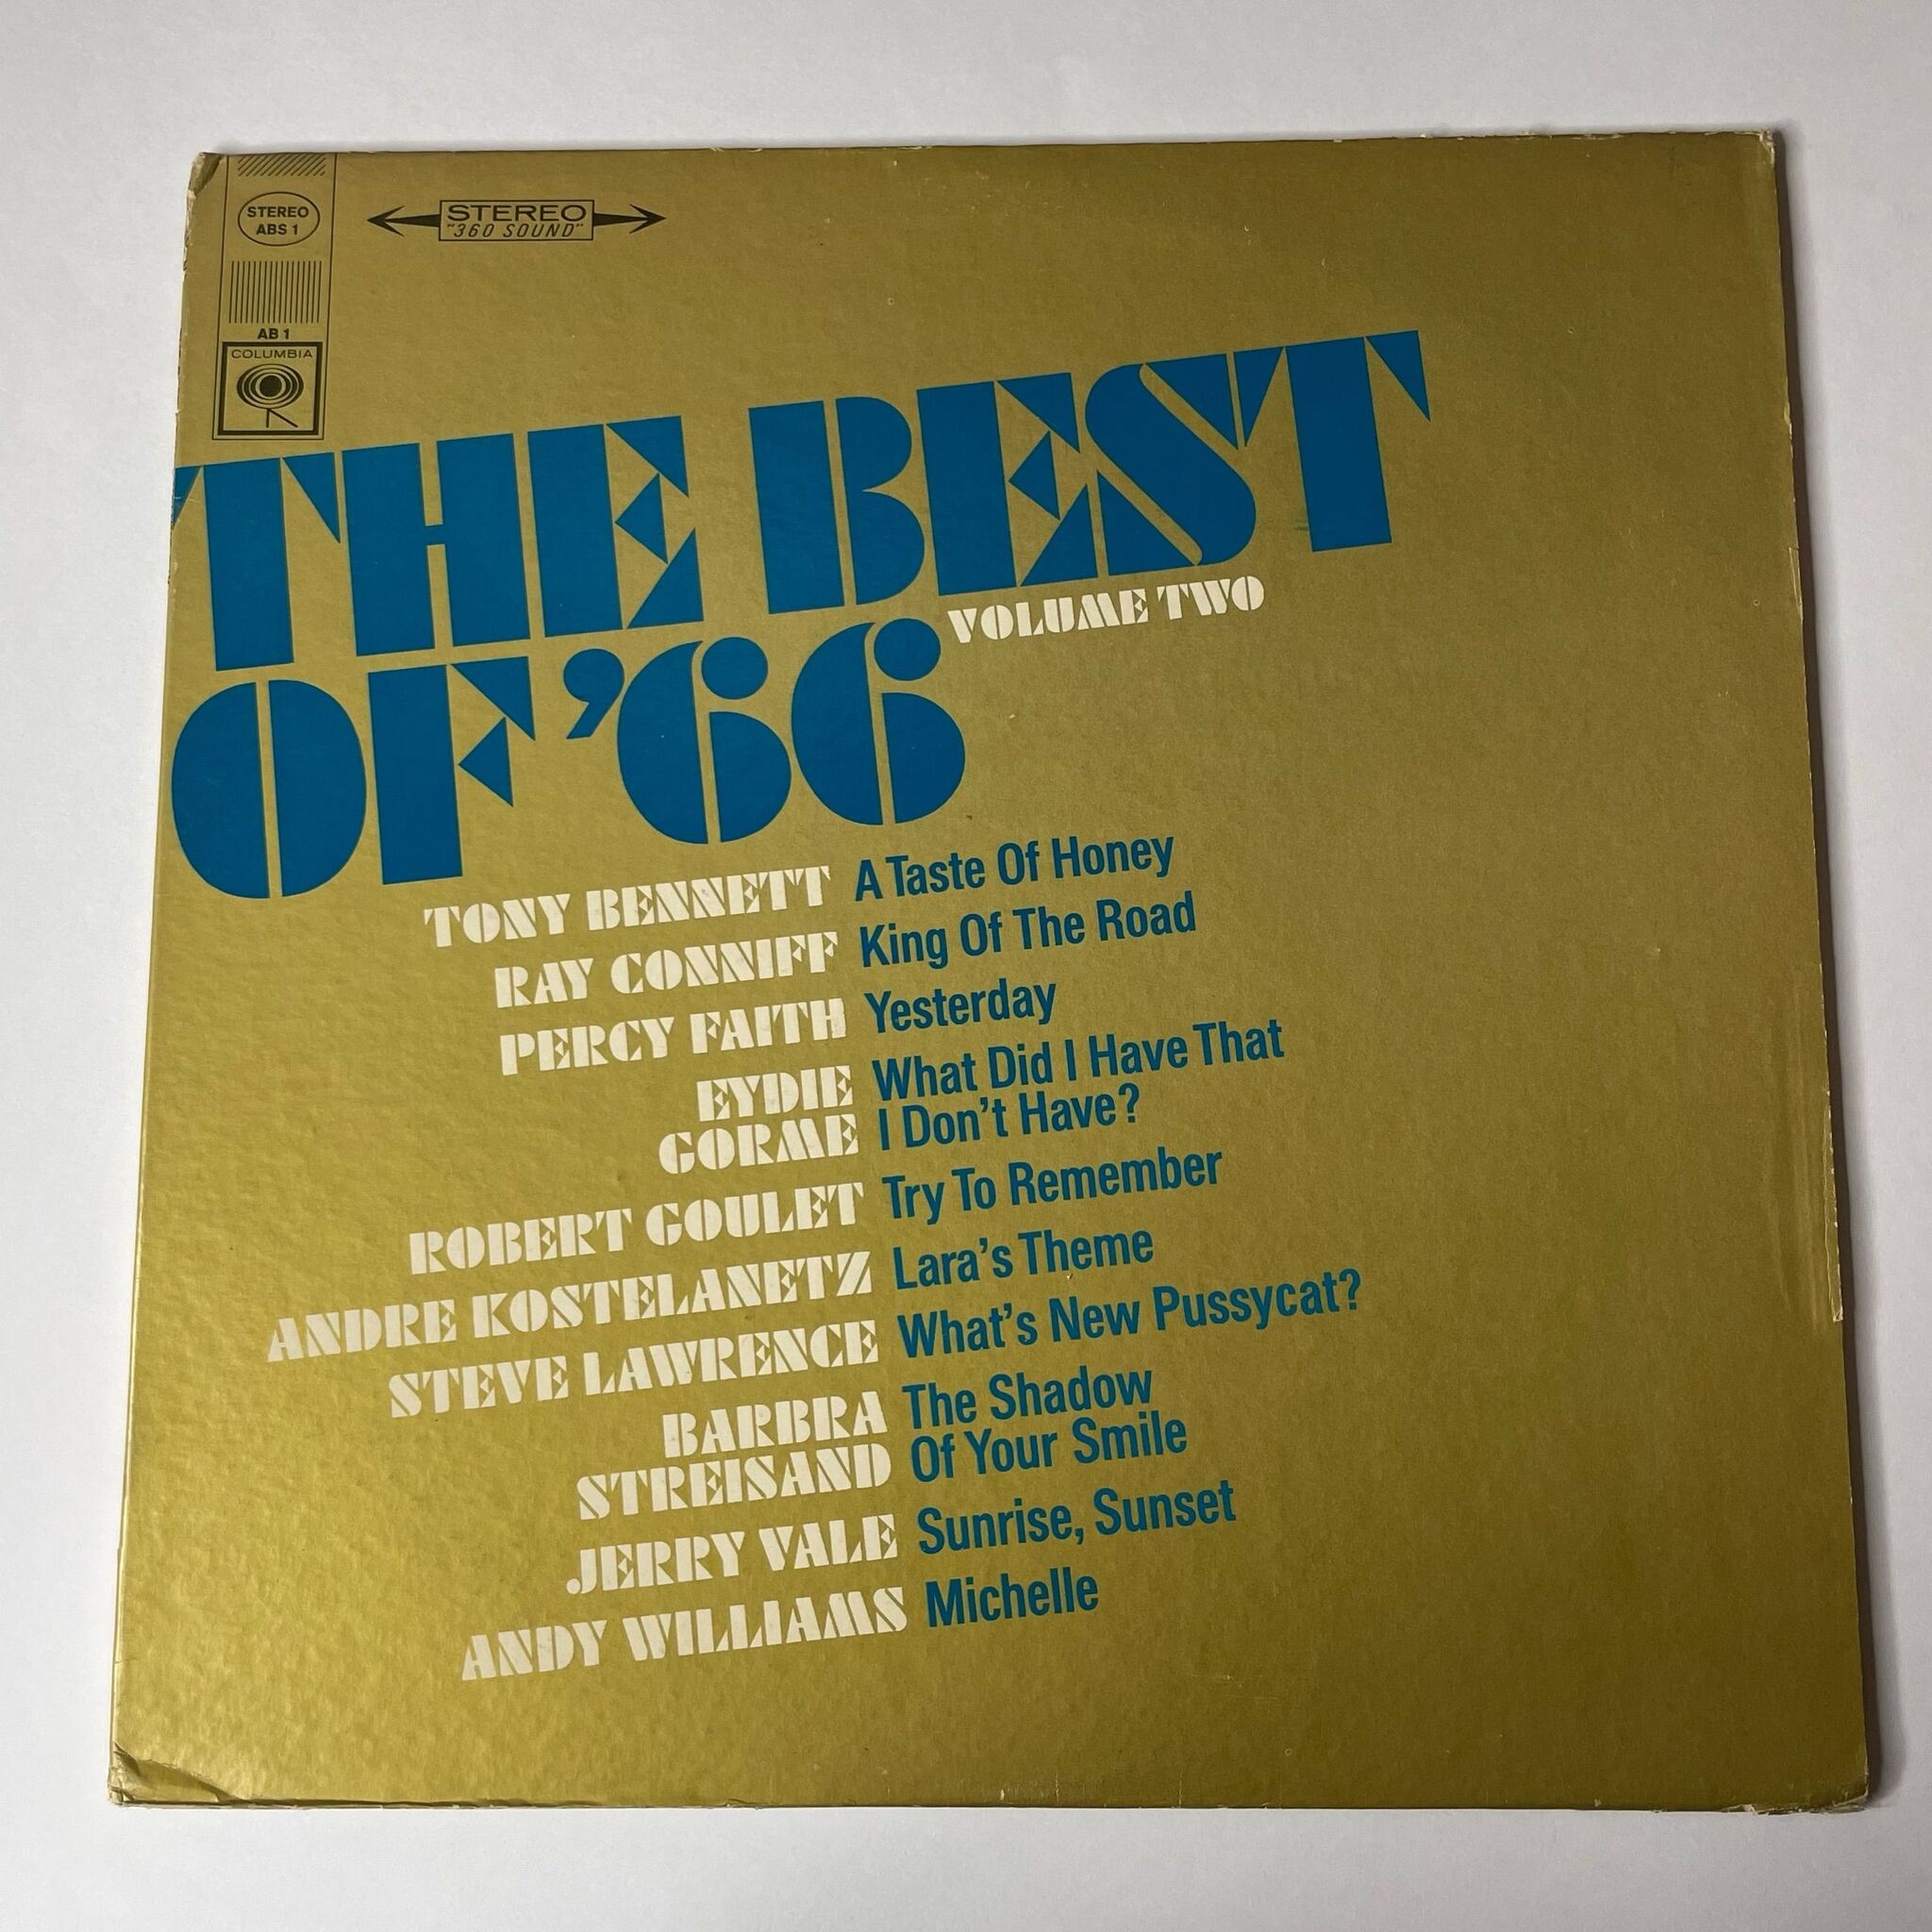 STEREO
ABS 1
STEREO
"360 SOUND"
AB 1
COLUMBIA
THE BEST
OF '66
VOLUME TWO
TONY BENNETT A Taste Of Honey
RAY CONNIFF King Of The Road
PERCY FAITH Yesterday
EYDIE What Did I Have That
GORME I Don't Have?
ROBERT GOULET Try To Remember
ANDRE KOSTELANETZ Lara's Theme
STEVE LAWRENCE What's New Pussycat?
BARBRA The Shadow
STREISAND Of Your Smile
JERRY VALE Sunrise, Sunset
ANDY WILLIAMS Michelle